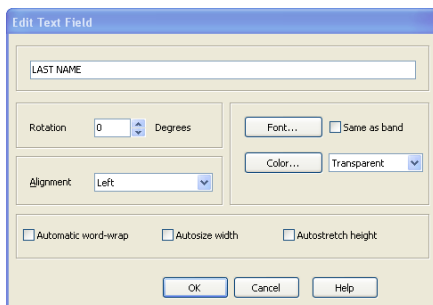 Edit Text Field
LAST NAME
Rotation 0 Degrees
Font... Same as band
Color... Transparent
Alignment Left
Automatic word-wrap Autosize width Autostretch height
OK Cancel Help